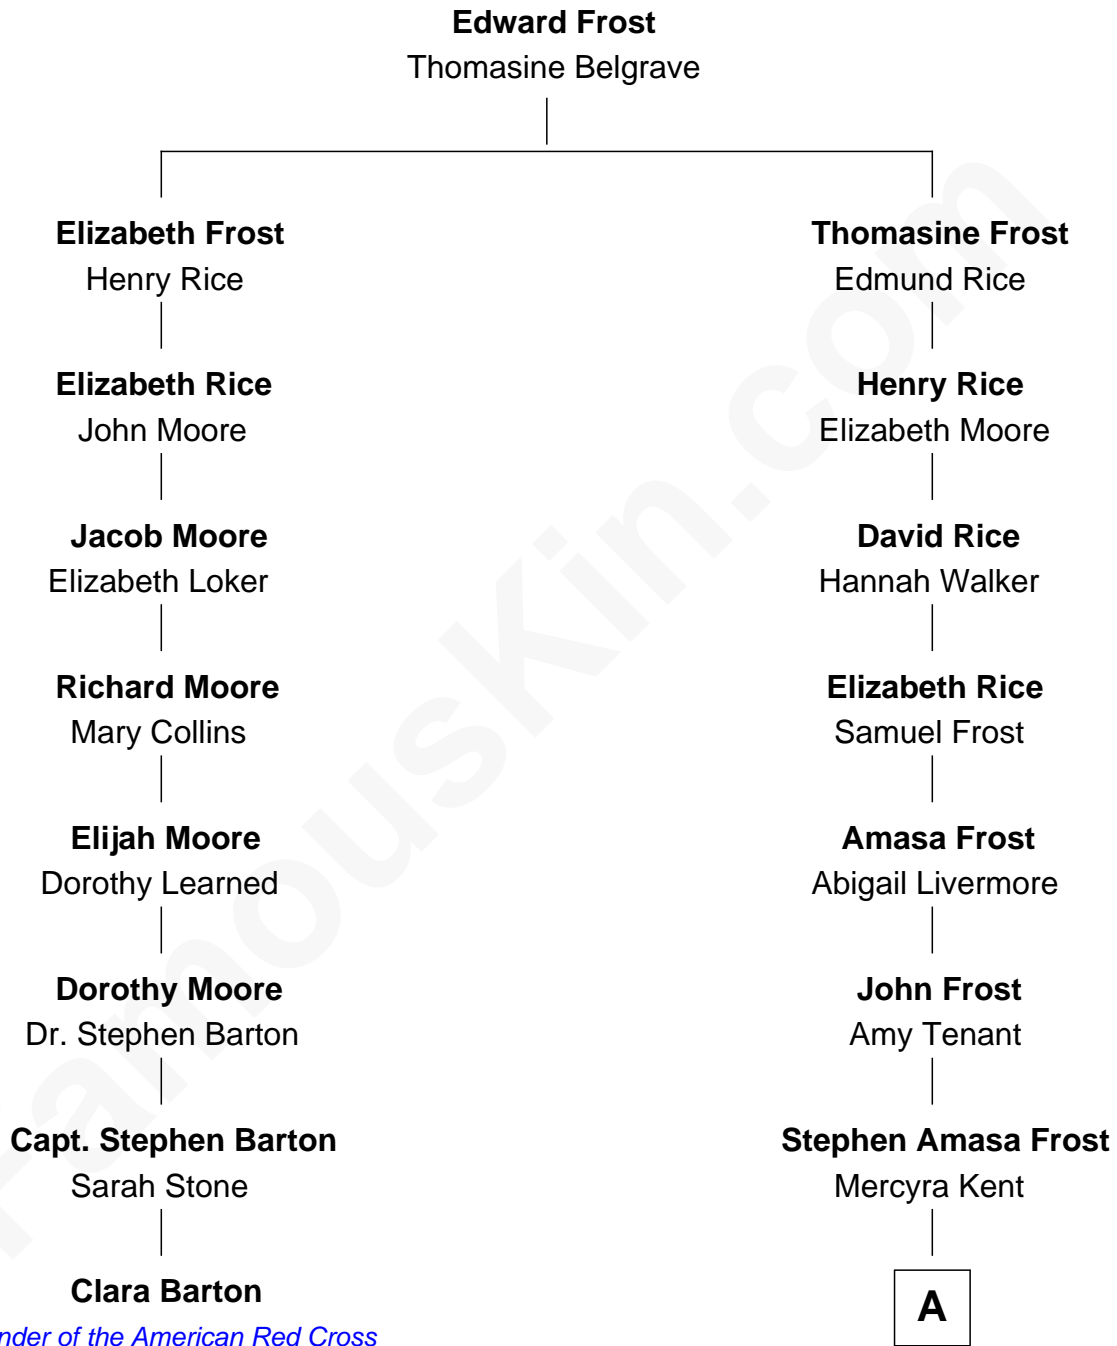 Edward Frost
Thomasine Belgrave
Elizabeth Frost
Henry Rice
Thomasine Frost
Edmund Rice
Elizabeth Rice
John Moore
Henry Rice
Elizabeth Moore
Jacob Moore
Elizabeth Loker
David Rice
Hannah Walker
Richard Moore
Mary Collins
Elizabeth Rice
Samuel Frost
Elijah Moore
Dorothy Learned
Amasa Frost
Abigail Livermore
Dorothy Moore
Dr. Stephen Barton
John Frost
Amy Tenant
Capt. Stephen Barton
Sarah Stone
Stephen Amasa Frost
Mercyra Kent
Clara Barton
nder of the American Red Cross
A
FamousKin.com